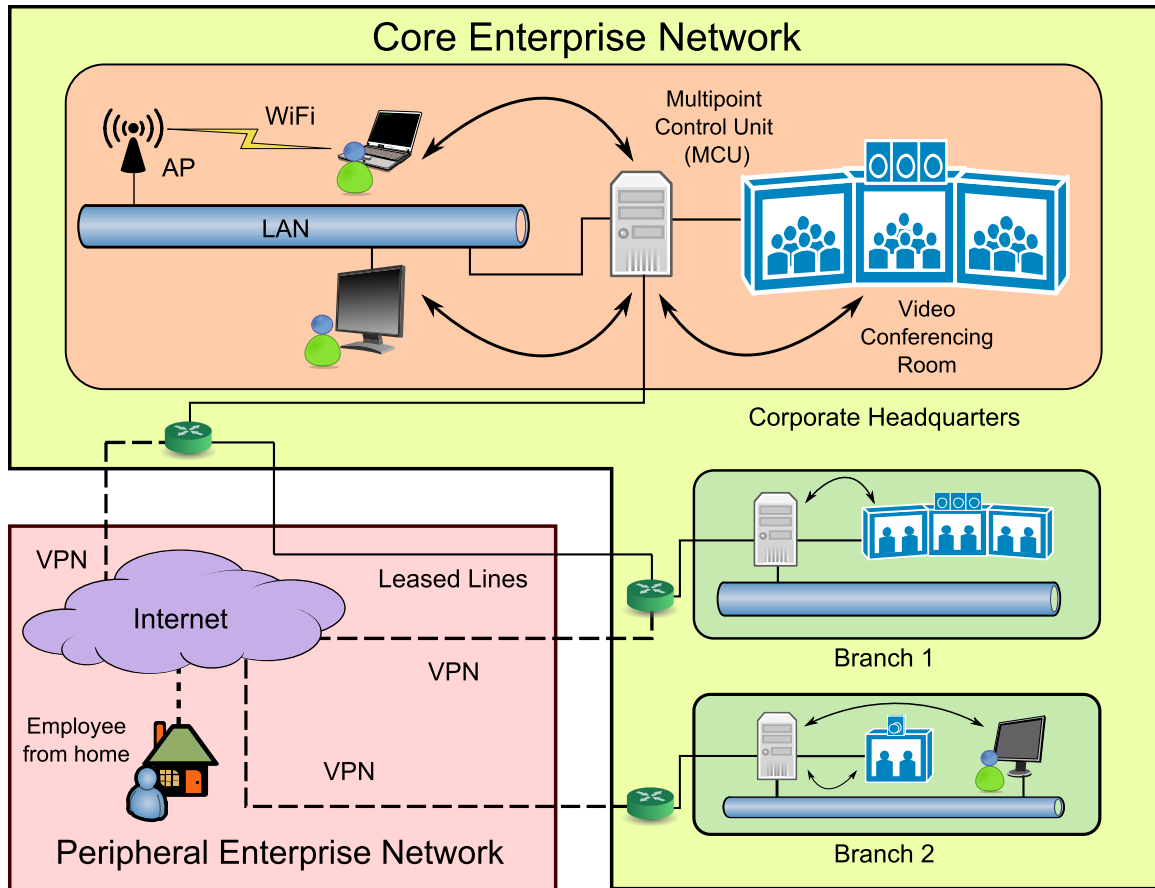 Core Enterprise Network
WiFi
AP
LAN
Multipoint
Control Unit
(MCU)
Video
Conferencing
Room
Corporate Headquarters
VPN
Leased Lines
Internet
VPN
Branch 1
Employee
from home
VPN
Branch 2
Peripheral Enterprise Network